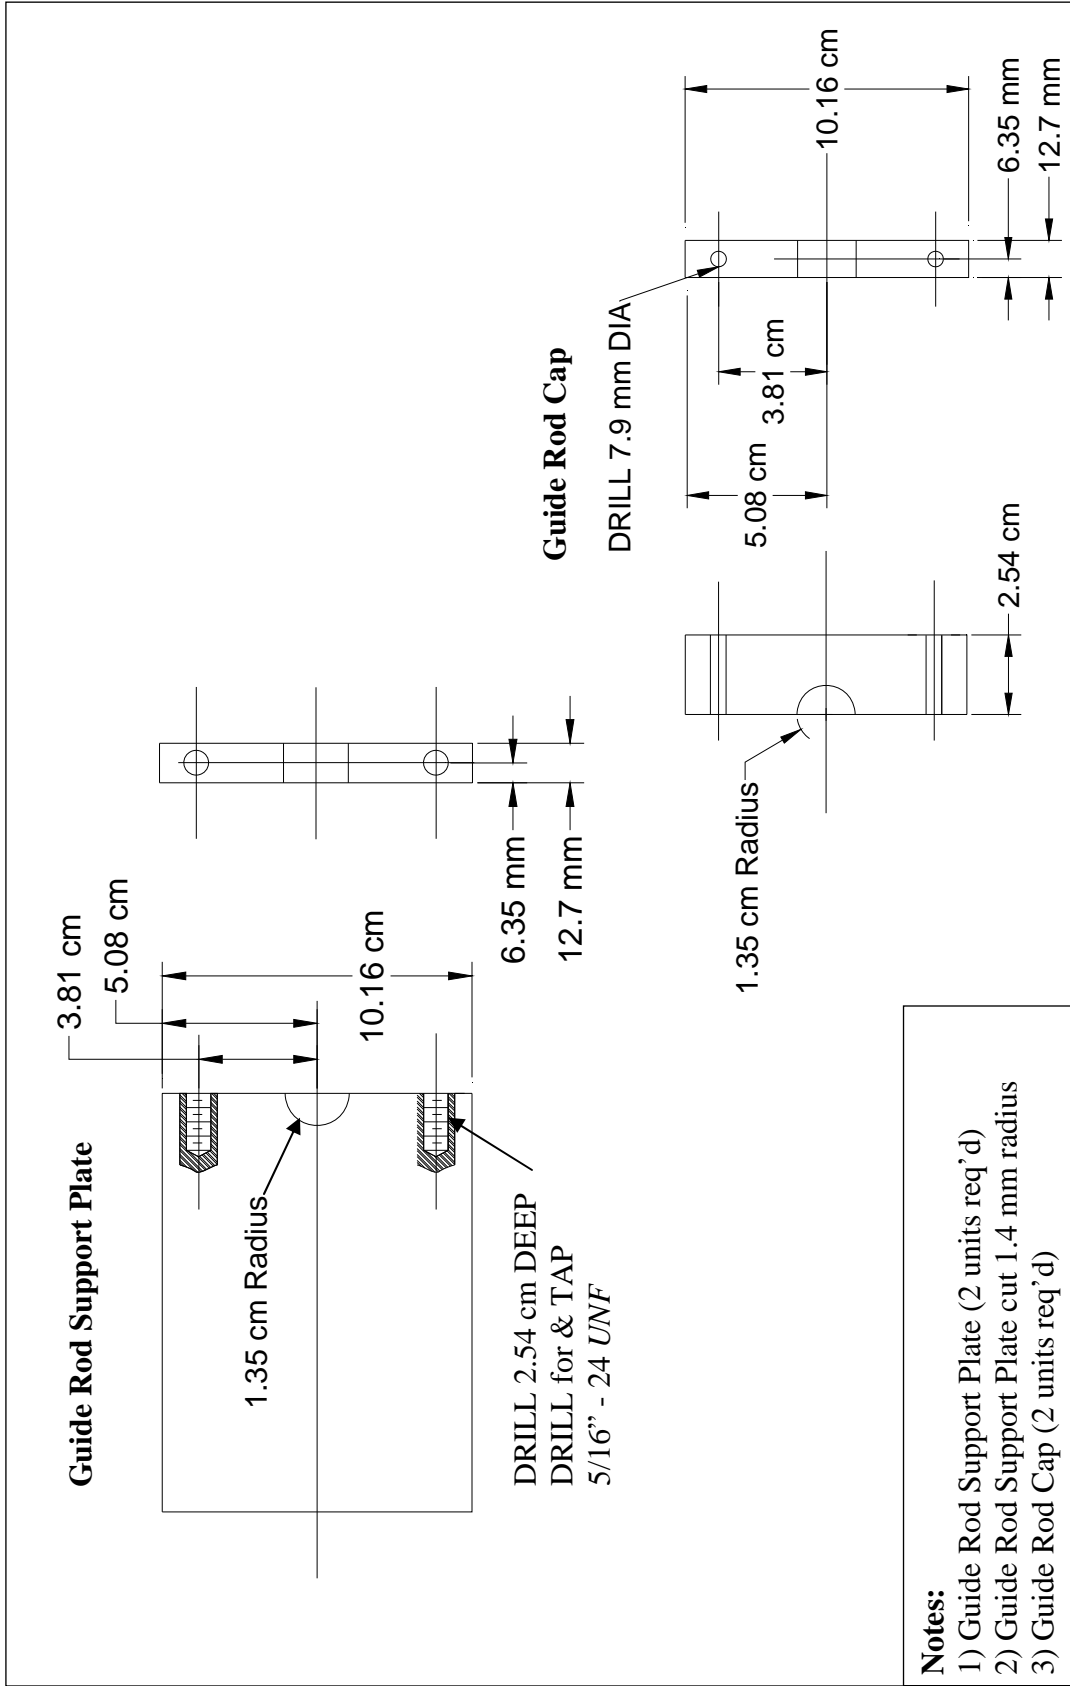 Guide Rod Support Plate
3.81 cm
5.08 cm
10.16 cm
1.35 cm Radius
DRILL 2.54 cm DEEP
DRILL for & TAP
5/16” - 24 UNF
6.35 mm
12.7 mm
Guide Rod Cap
DRILL 7.9 mm DIA
10.16 cm
3.81 cm
5.08 cm
6.35 mm
12.7 mm
1.35 cm Radius
2.54 cm
Notes:
1) Guide Rod Support Plate (2 units req’d)
2) Guide Rod Support Plate cut 1.4 mm radius
3) Guide Rod Cap (2 units req’d)